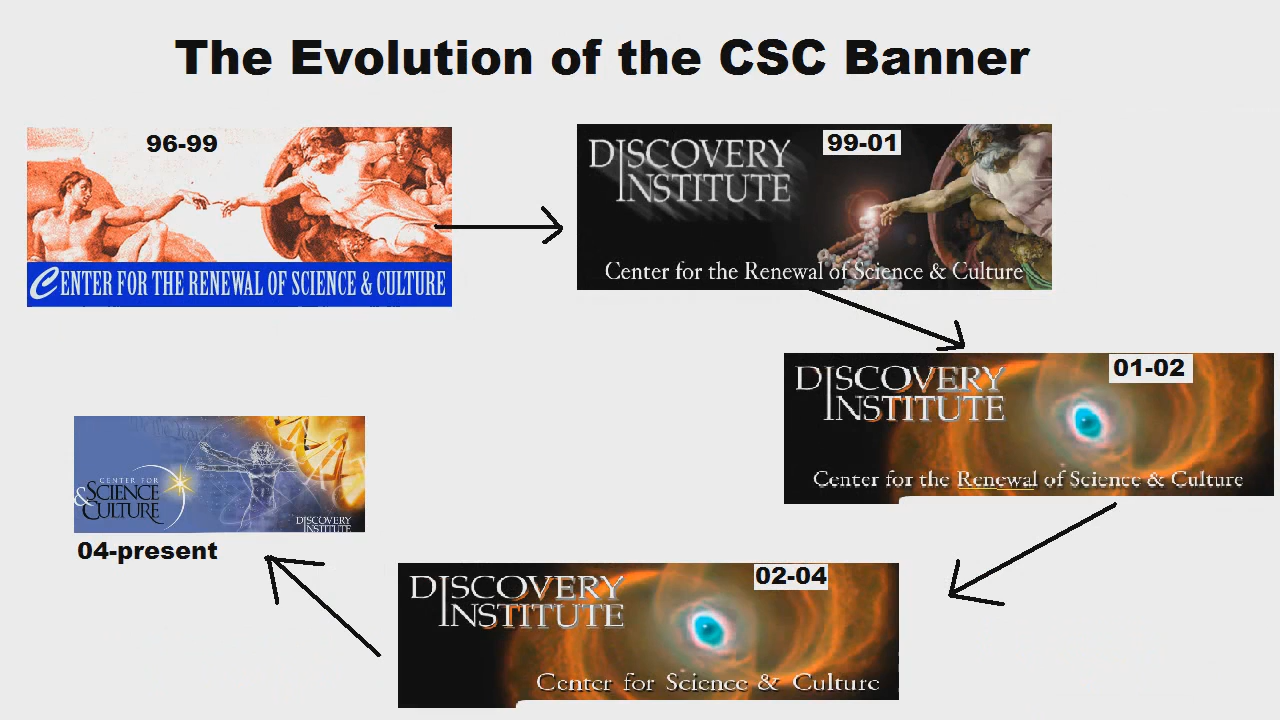 The Evolution of the CSC Banner
96-99
CENTER FOR THE RENEWAL OF SCIENCE & CULTURE
DISCOVERY
INSTITUTE
99-01
Center for the Renewal of Science & Culture
DISCOVERY
INSTITUTE
01-02
Center for the Renewal of Science & Culture
DISCOVERY
INSTITUTE
02-04
Center for Science & Culture
CENTER FOR
SCIENCE
& CULTURE
DISCOVERY
INSTITUTE
04-present